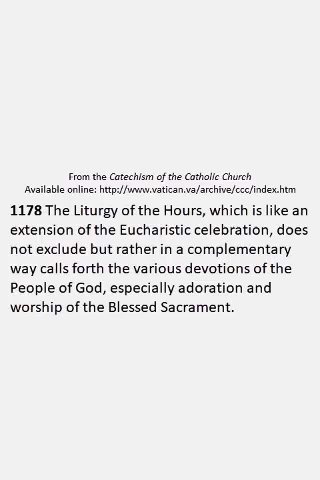 From the Catechism of the Catholic Church
Available online: http://www.vatican.va/archive/ccc/index.htm
1178 The Liturgy of the Hours, which is like an
extension of the Eucharistic celebration, does
not exclude but rather in a complementary
way calls forth the various devotions of the
People of God, especially adoration and
worship of the Blessed Sacrament.